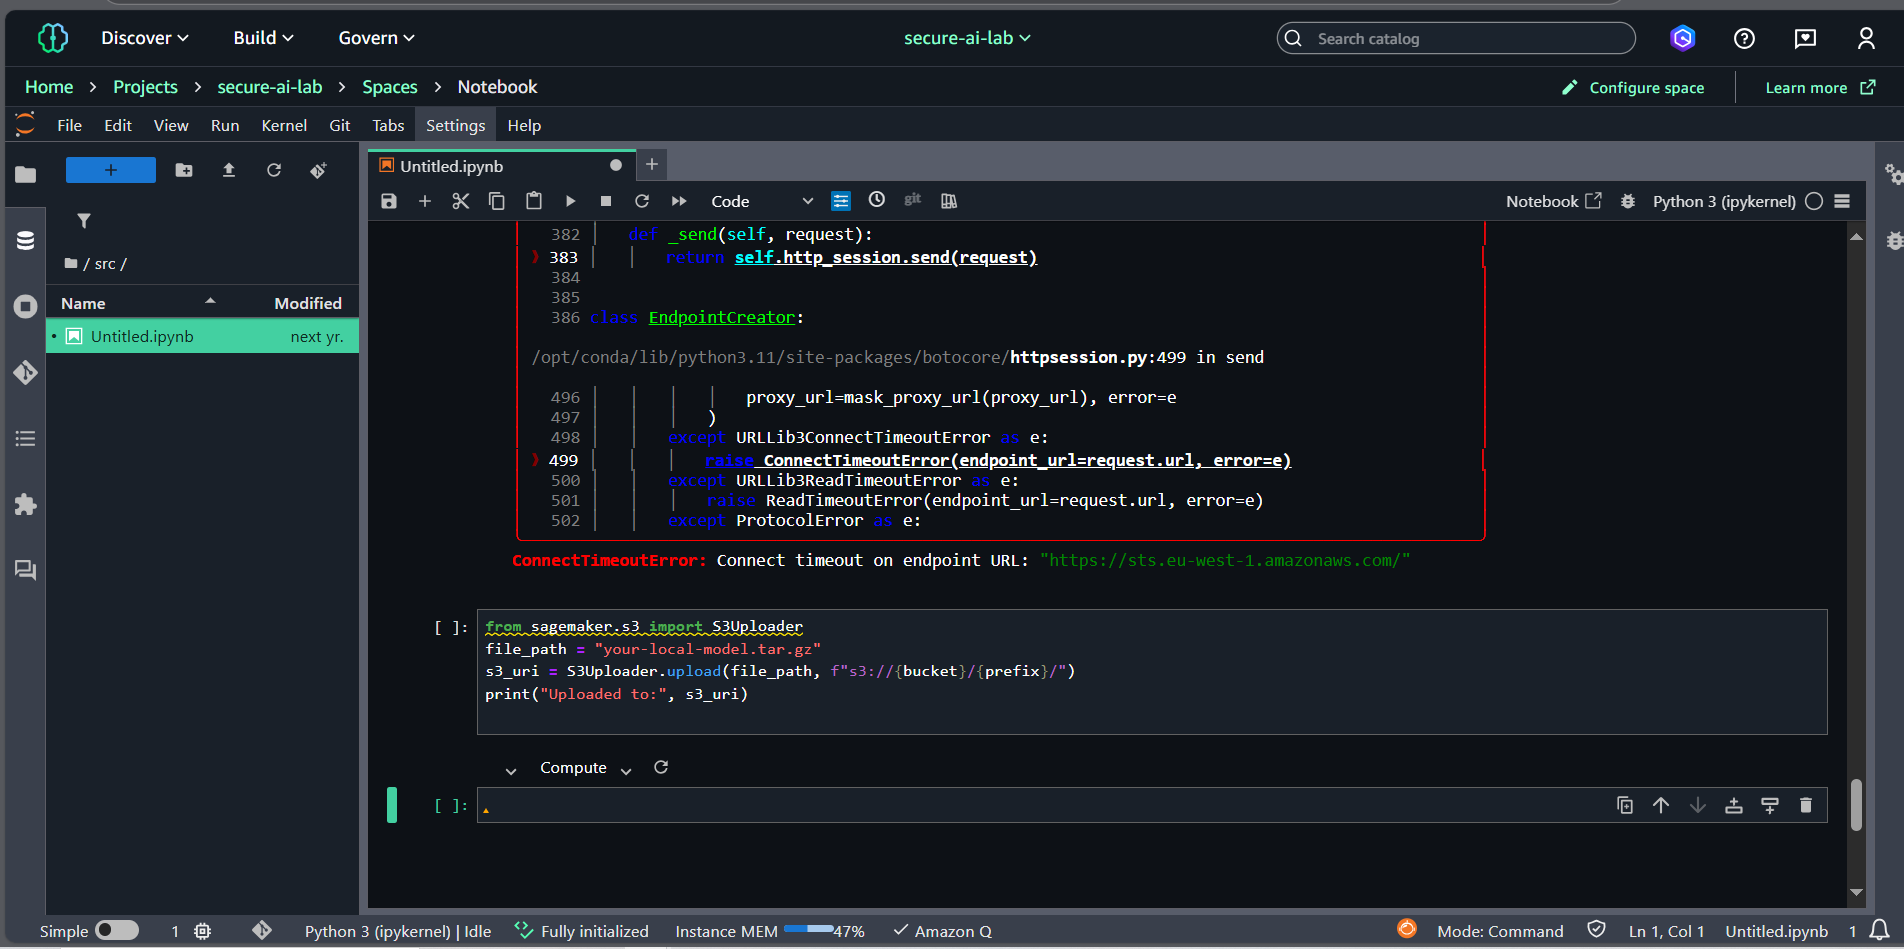 Discover
Build
Govern
secure-ai-lab
Search catalog
Home > Projects > secure-ai-lab > Spaces > Notebook
Configure space
Learn more
File Edit View Run Kernel Git Tabs Settings Help
+
Untitled.ipynb
+
Code
git
Notebook
Python 3 (ipykernel)
/ src /
Name Modified
Untitled.ipynb next yr.
382 def _send(self, request):
383 return self.http_session.send(request)
384
385
386 class EndpointCreator:
/opt/conda/lib/python3.11/site-packages/botocore/httpsession.py:499 in send
496 proxy_url=mask_proxy_url(proxy_url), error=e
497 )
498 except URLLib3ConnectTimeoutError as e:
499 raise ConnectTimeoutError(endpoint_url=request.url, error=e)
500 except URLLib3ReadTimeoutError as e:
501 raise ReadTimeoutError(endpoint_url=request.url, error=e)
502 except ProtocolError as e:
ConnectTimeoutError: Connect timeout on endpoint URL: "https://sts.eu-west-1.amazonaws.com/"
[ ]: from sagemaker.s3 import S3Uploader
file_path = "your-local-model.tar.gz"
s3_uri = S3Uploader.upload(file_path, f"s3://{bucket}/{prefix}/")
print("Uploaded to:", s3_uri)
Compute
[ ]:
Simple
1
Python 3 (ipykernel) | Idle
Fully initialized
Instance MEM 47%
Amazon Q
Mode: Command
Ln 1, Col 1
Untitled.ipynb
1